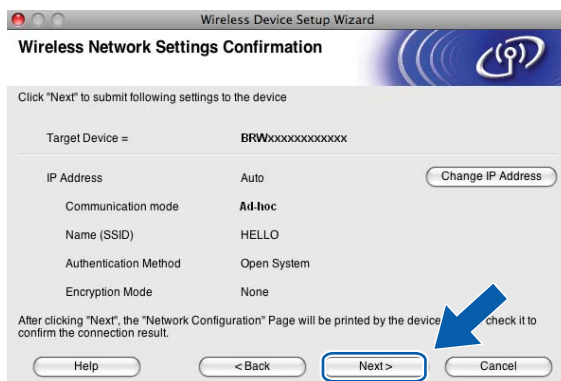 Wireless Device Setup Wizard
Wireless Network Settings Confirmation
Click "Next" to submit following settings to the device
Target Device = BRWxxxxxxxxxxxx
IP Address Auto Change IP Address
Communication mode Ad-hoc
Name (SSID) HELLO
Authentication Method Open System
Encryption Mode None
After clicking "Next", the "Network Configuration" Page will be printed by the device check it to
confirm the connection result.
Help < Back Next > Cancel